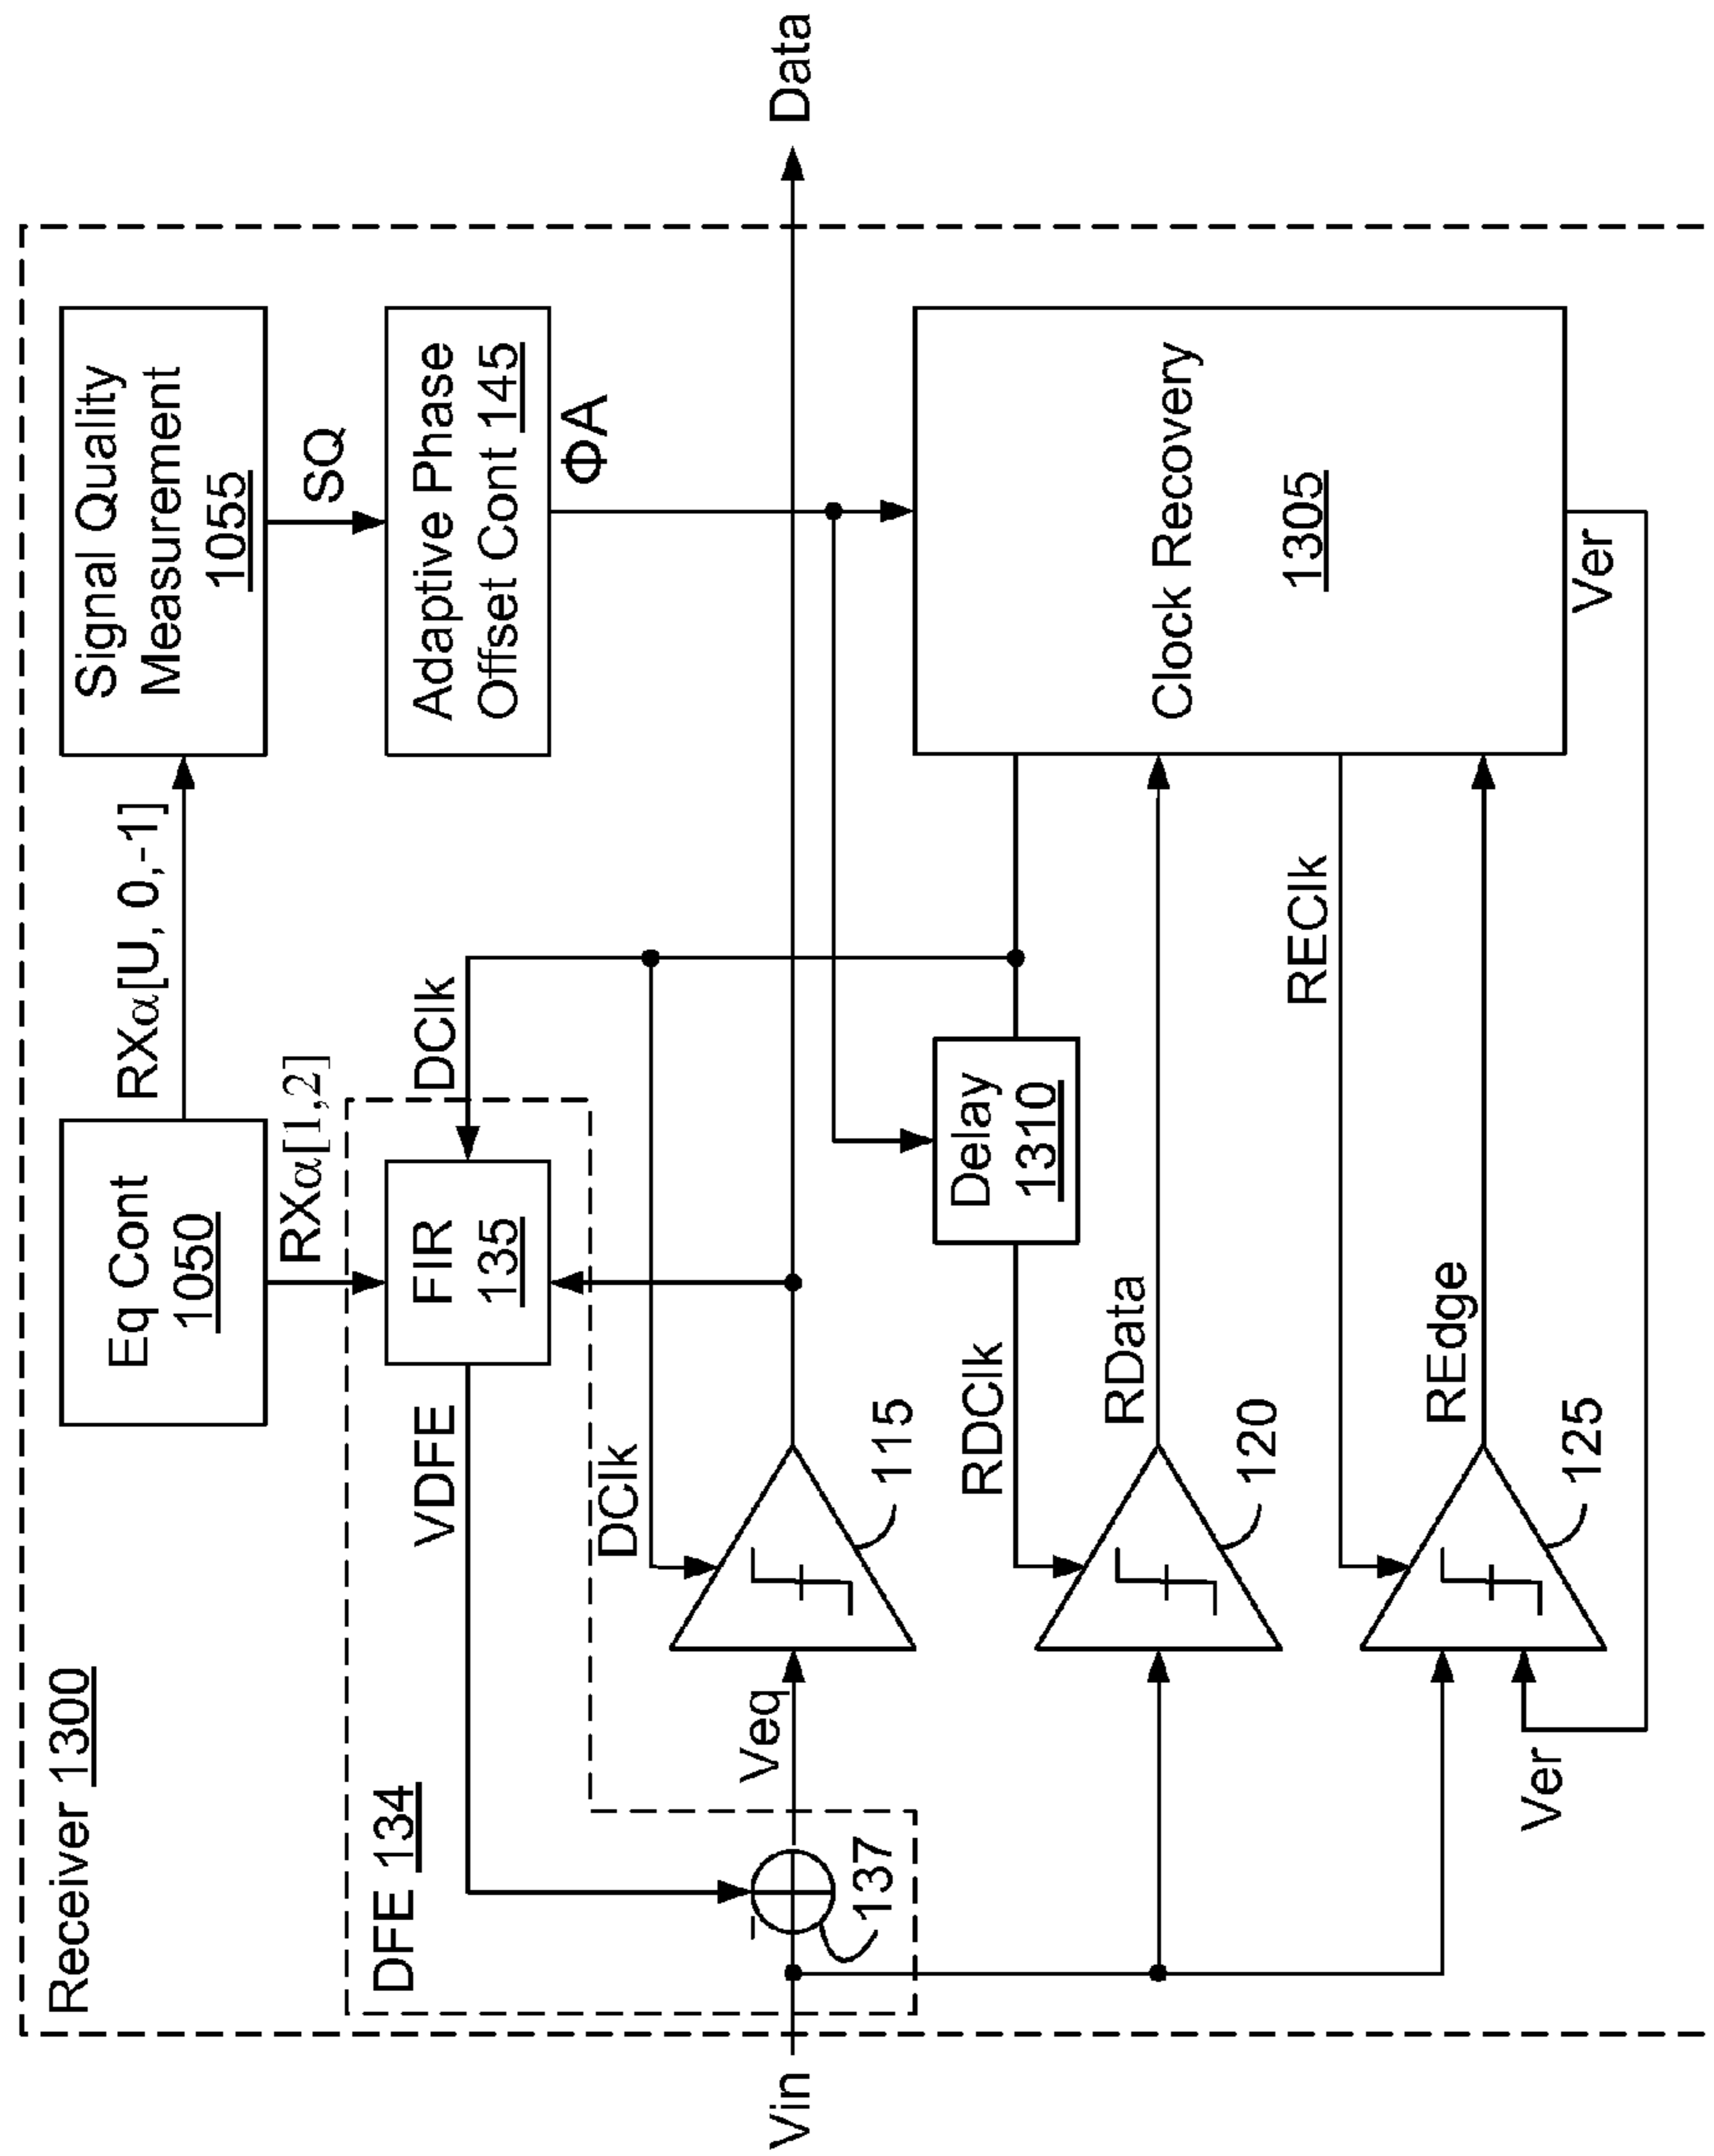 Receiver 1300
Eq Cont
1050
RXα[U, 0,-1]
Signal Quality
Measurement
1055
RXα[1,2]
SQ
DFE 134
VDFE
FIR
135
DClk
Adaptive Phase
Offset Cont 145
ΦA
DClk
Vin
Veq
137
115
Data
Delay
1310
RDClk
RData
120
Clock Recovery
1305
REClk
REdge
125
Ver
Ver